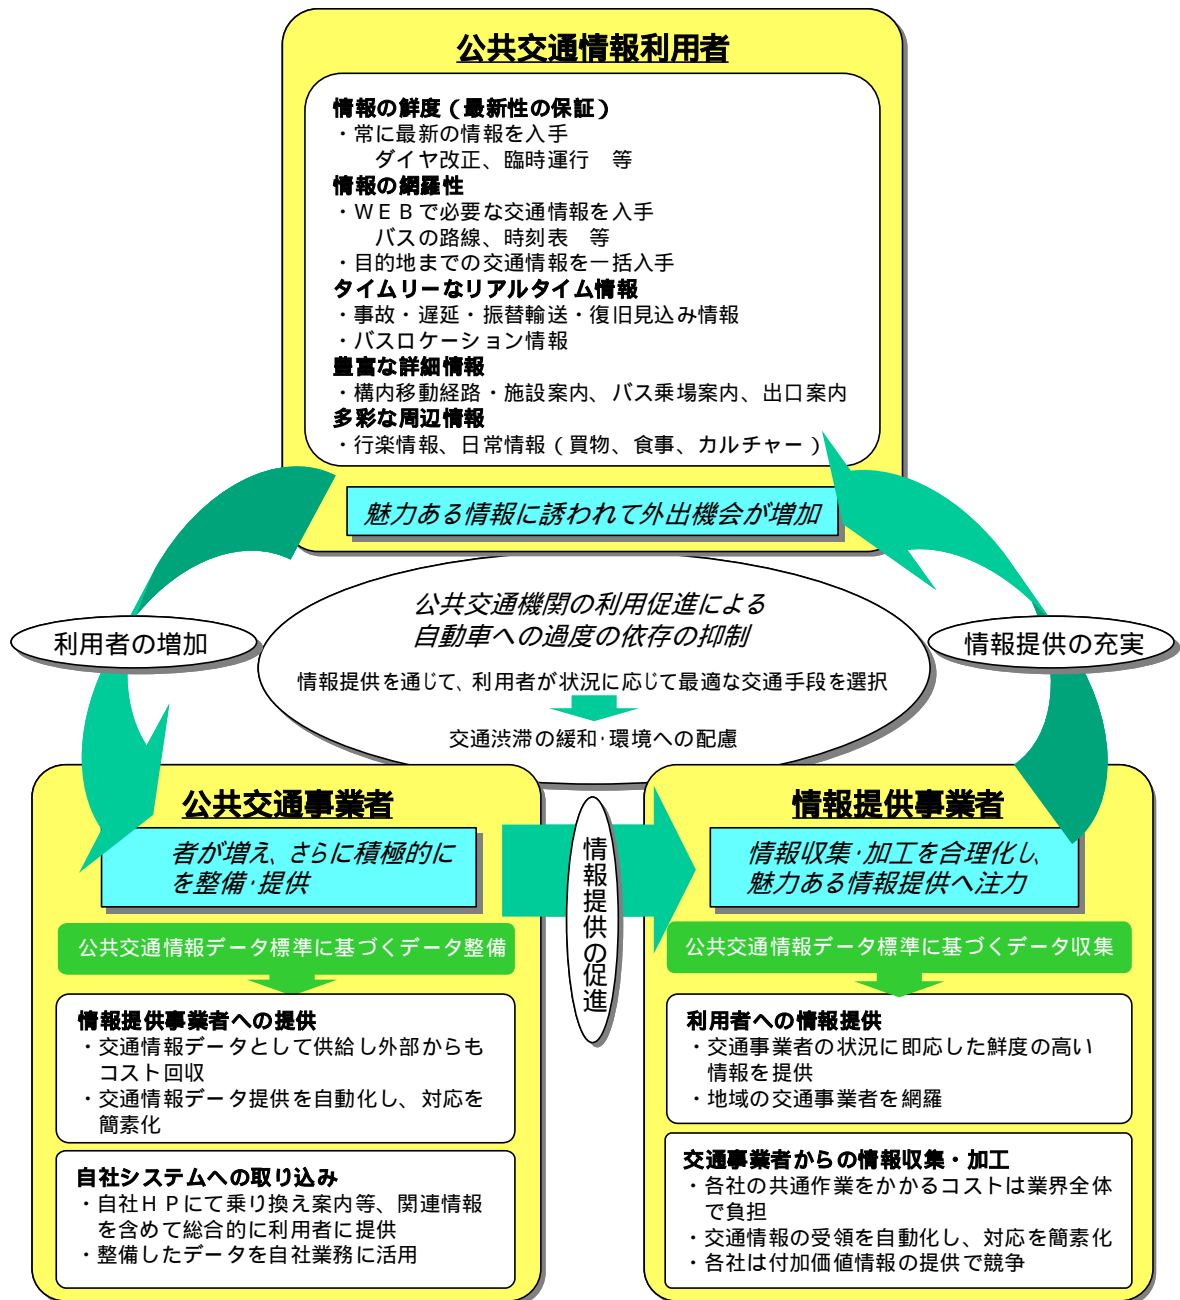 公共交通情報利用者
情報の鮮度（最新性の保証）
・常に最新の情報を入手
ダイヤ改正、臨時運行　等
情報の網羅性
・ＷＥＢで必要な交通情報を入手
バスの路線、時刻表　等
・目的地までの交通情報を一括入手
タイムリーなリアルタイム情報
・事故・遅延・振替輸送・復旧見込み情報
・バスロケーション情報
豊富な詳細情報
・構内移動経路・施設案内、バス乗場案内、出口案内
多彩な周辺情報
・行楽情報、日常情報（買物、食事、カルチャー）
魅力ある情報に誘われて外出機会が増加
公共交通機関の利用促進による
自動車への過度の依存の抑制
情報提供を通じて、利用者が状況に応じて最適な交通手段を選択
交通渋滞の緩和･環境への配慮
利用者の増加
情報提供の充実
公共交通事業者
者が増え、さらに積極的に
を整備･提供
公共交通情報データ標準に基づくデータ整備
情報提供事業者への提供
・交通情報データとして供給し外部からも
コスト回収
・交通情報データ提供を自動化し、対応を
簡素化
自社システムへの取り込み
・自社ＨＰにて乗り換え案内等、関連情報
を含めて総合的に利用者に提供
・整備したデータを自社業務に活用
情報提供の促進
情報提供事業者
情報収集･加工を合理化し、
魅力ある情報提供へ注力
公共交通情報データ標準に基づくデータ収集
利用者への情報提供
・交通事業者の状況に即応した鮮度の高い
情報を提供
・地域の交通事業者を網羅
交通事業者からの情報収集・加工
・各社の共通作業をかかるコストは業界全体
で負担
・交通情報の受領を自動化し、対応を簡素化
・各社は付加価値情報の提供で競争